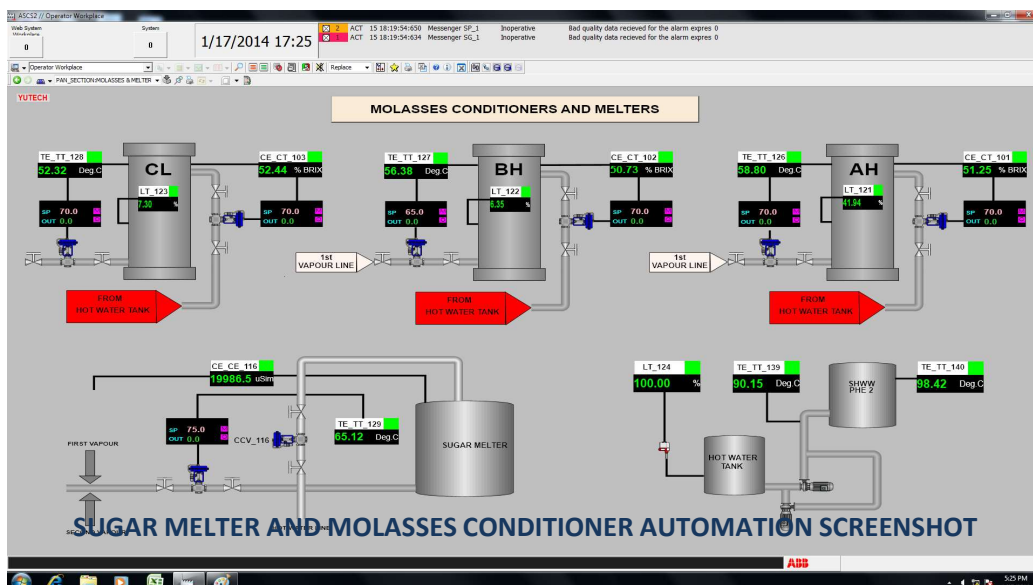 ASCS2 // Operator Workplace
Web System
Workplace
0
System
0
1/17/2014 17:25
2 ACT 15 18:19:54:650 Messenger SP_1 Inoperative Bad quality data recieved for the alarm expres 0
1 ACT 15 18:19:54:634 Messenger SG_1 Inoperative Bad quality data recieved for the alarm expres 0
Operator Workplace
Replace
PAN_SECTION:MOLASSES & MELTER
YUTECH
MOLASSES CONDITIONERS AND MELTERS
TE_TT_128
52.32 Deg.C
CL
CE_CT_103
52.44 % BRIX
LT_123
7.30 %
SP 70.0
OUT 0.0
SP 70.0
OUT 0.0
FROM
HOT WATER TANK
TE_TT_127
56.38 Deg.C
BH
CE_CT_102
50.73 % BRIX
LT_122
6.35 %
SP 65.0
OUT 0.0
SP 70.0
OUT 0.0
1st
VAPOUR LINE
FROM
HOT WATER TANK
TE_TT_126
58.80 Deg.C
AH
CE_CT_101
51.25 % BRIX
LT_121
41.94 %
SP 70.0
OUT 0.0
SP 70.0
OUT 0.0
1st
VAPOUR LINE
FROM
HOT WATER TANK
CE_CE_116
19986.5 uSim
SP 75.0
OUT 0.0
TE_TT_129
65.12 Deg.C
CCV_116
FIRST VAPOUR
SUGAR MELTER
SECOND VAPOUR
LT_124
100.00 %
TE_TT_139
90.15 Deg.C
SHWW
PHE 2
TE_TT_140
98.42 Deg.C
HOT WATER
TANK
SUGAR MELTER AND MOLASSES CONDITIONER AUTOMATION SCREENSHOT
ABB
5:25 PM